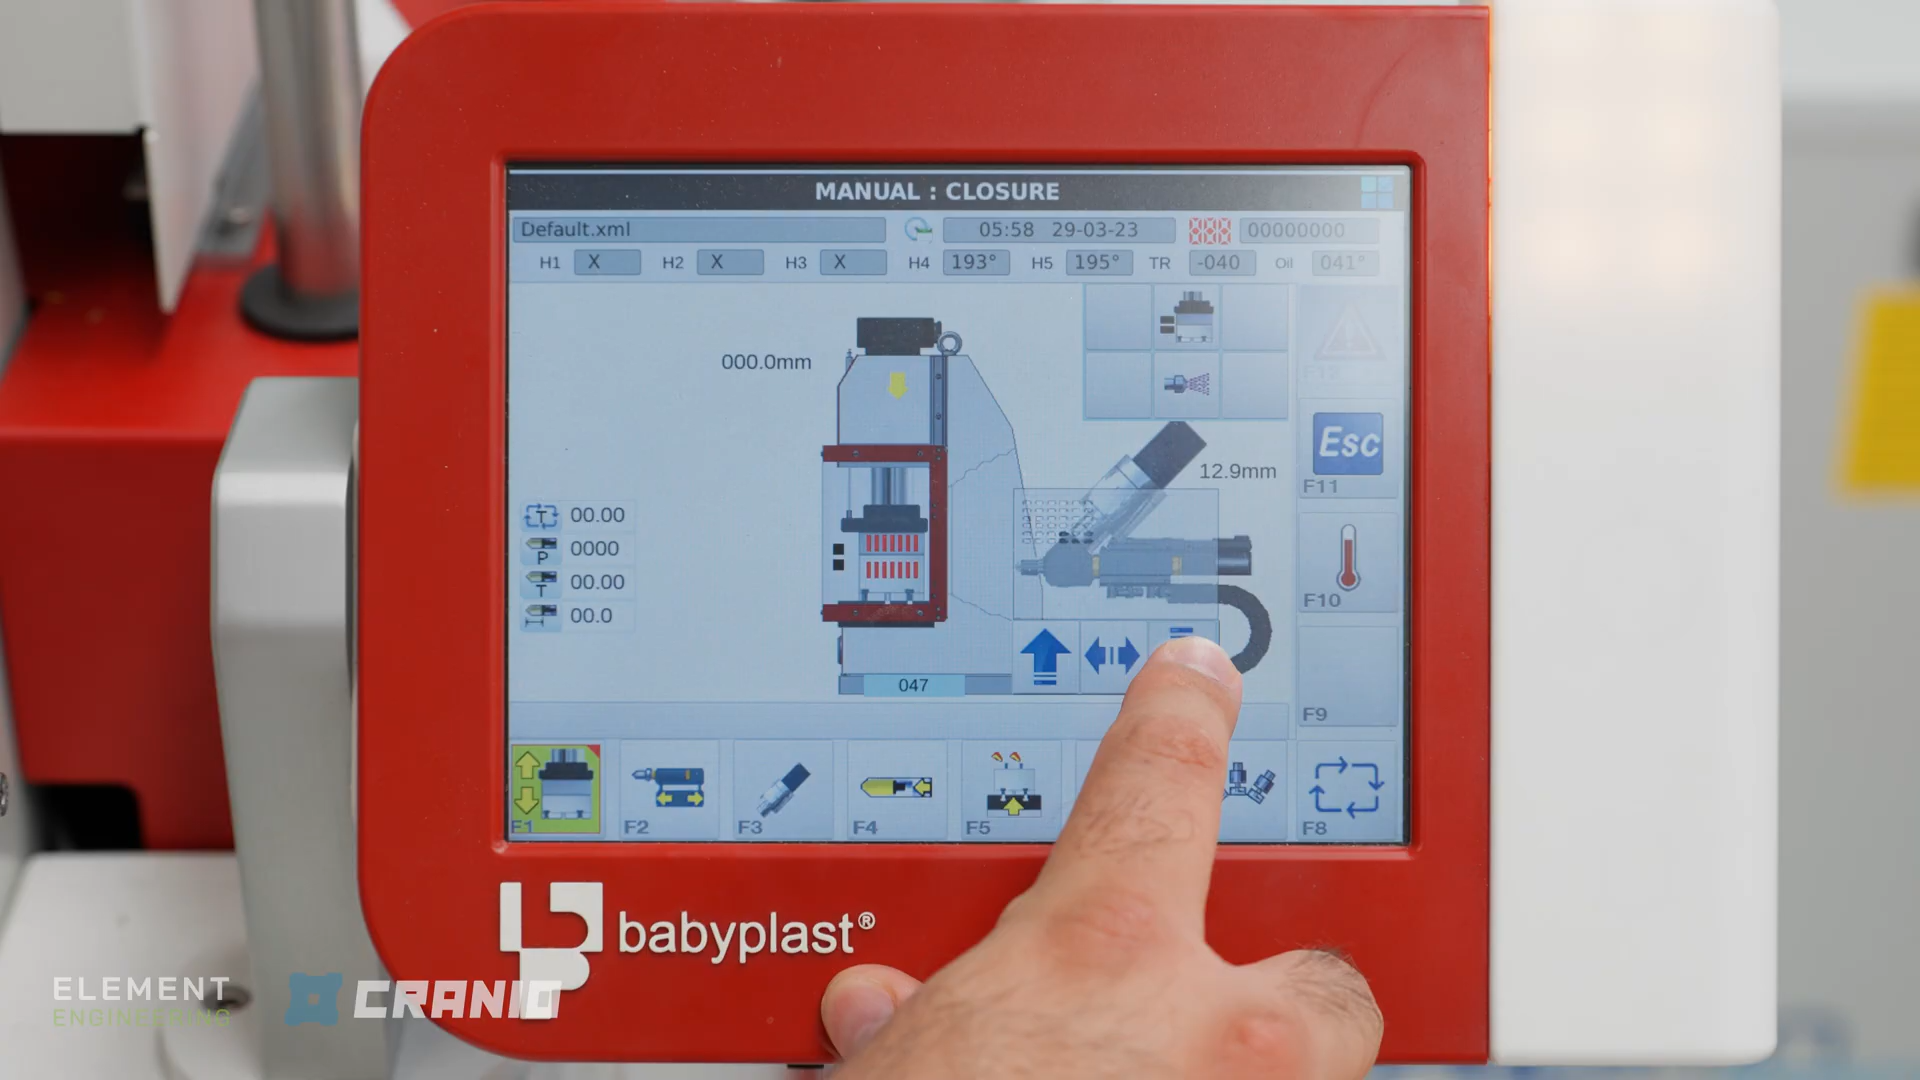 MANUAL : CLOSURE
Default.xml 05:58 29-03-23 00000000
H1 X H2 X H3 X H4 193° H5 195° TR -040 Oil 041°
000.0mm
F12
Esc
12.9mm
F11
T 00.00
P 0000
T 00.00
00.0
F10
047
F9
F1 F2 F3 F4 F5 F8
babyplast®
ELEMENT
ENGINEERING
CRANIO